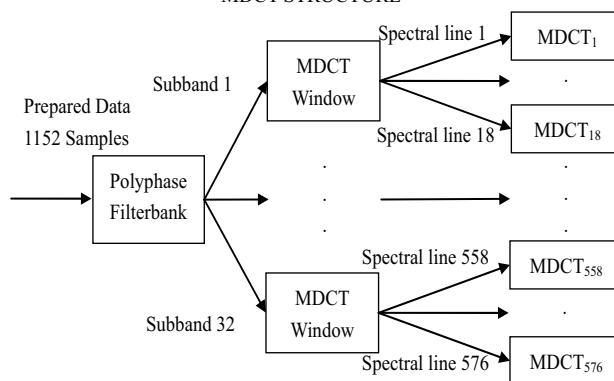 MDCT STRUCTURE
Spectral line 1
MDCT1
Subband 1
MDCT
Window
Prepared Data
1152 Samples
Spectral line 18
MDCT18
Polyphase
Filterbank
Spectral line 558
MDCT558
Subband 32
MDCT
Window
Spectral line 576
MDCT576